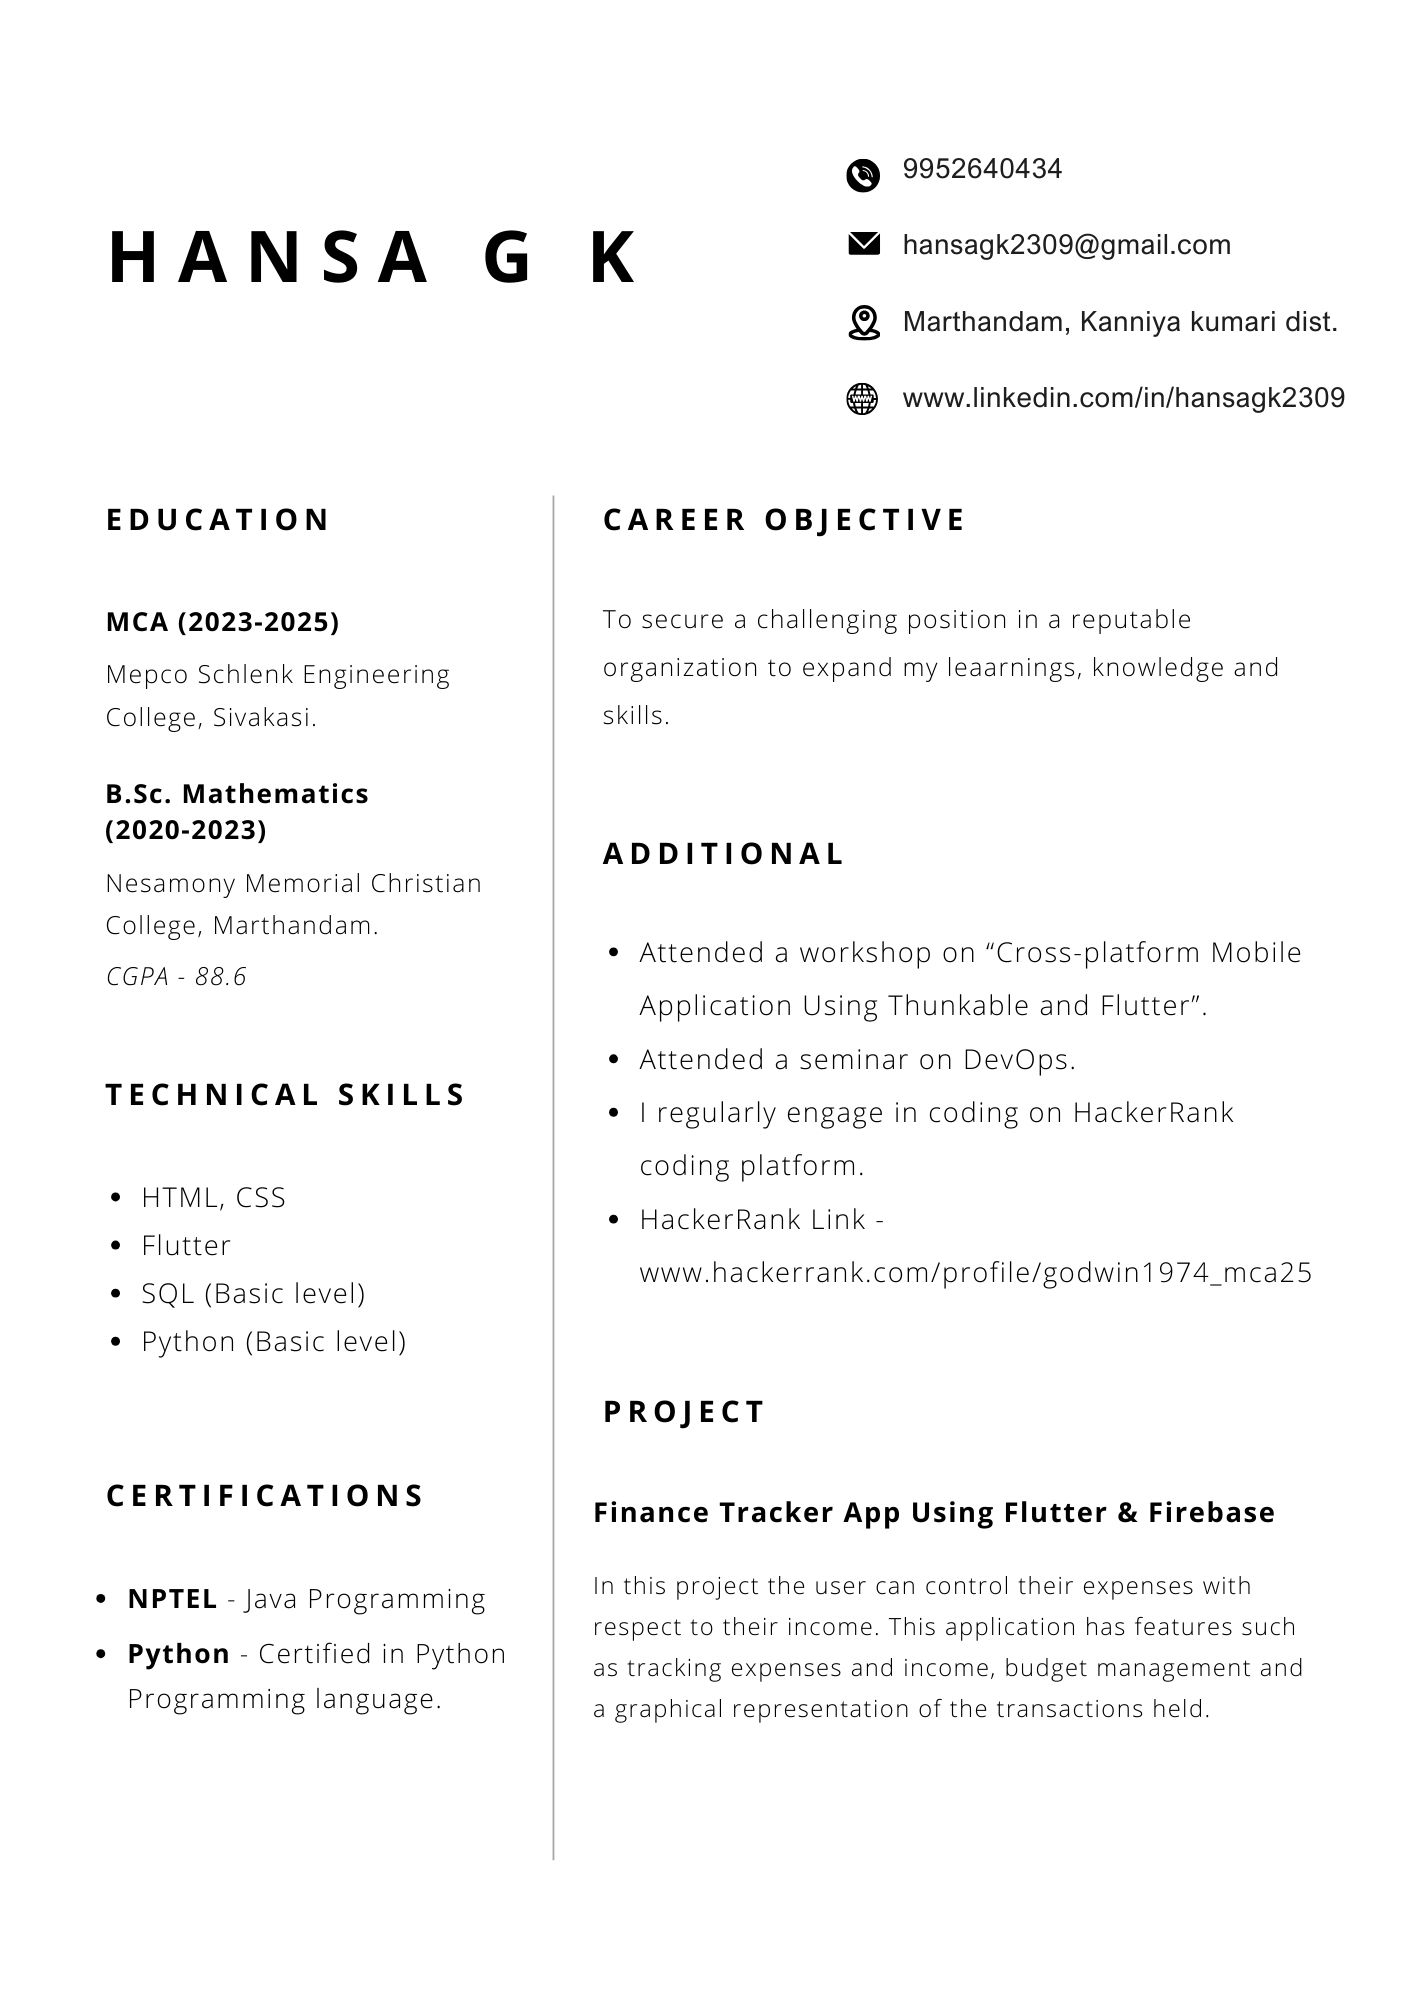 HANSA G K
9952640434
hansagk2309@gmail.com
Marthandam, Kanniya kumari dist.
www.linkedin.com/in/hansagk2309
EDUCATION
MCA (2023-2025)
Mepco Schlenk Engineering
College, Sivakasi.
B.Sc. Mathematics
(2020-2023)
Nesamony Memorial Christian
College, Marthandam.
CGPA - 88.6
TECHNICAL SKILLS
• HTML, CSS
• Flutter
• SQL (Basic level)
• Python (Basic level)
CERTIFICATIONS
• NPTEL - Java Programming
• Python - Certified in Python
Programming language.
CAREER OBJECTIVE
To secure a challenging position in a reputable
organization to expand my leaarnings, knowledge and
skills.
ADDITIONAL
• Attended a workshop on “Cross-platform Mobile
Application Using Thunkable and Flutter”.
• Attended a seminar on DevOps.
• I regularly engage in coding on HackerRank
coding platform.
• HackerRank Link -
www.hackerrank.com/profile/godwin1974_mca25
PROJECT
Finance Tracker App Using Flutter & Firebase
In this project the user can control their expenses with
respect to their income. This application has features such
as tracking expenses and income, budget management and
a graphical representation of the transactions held.